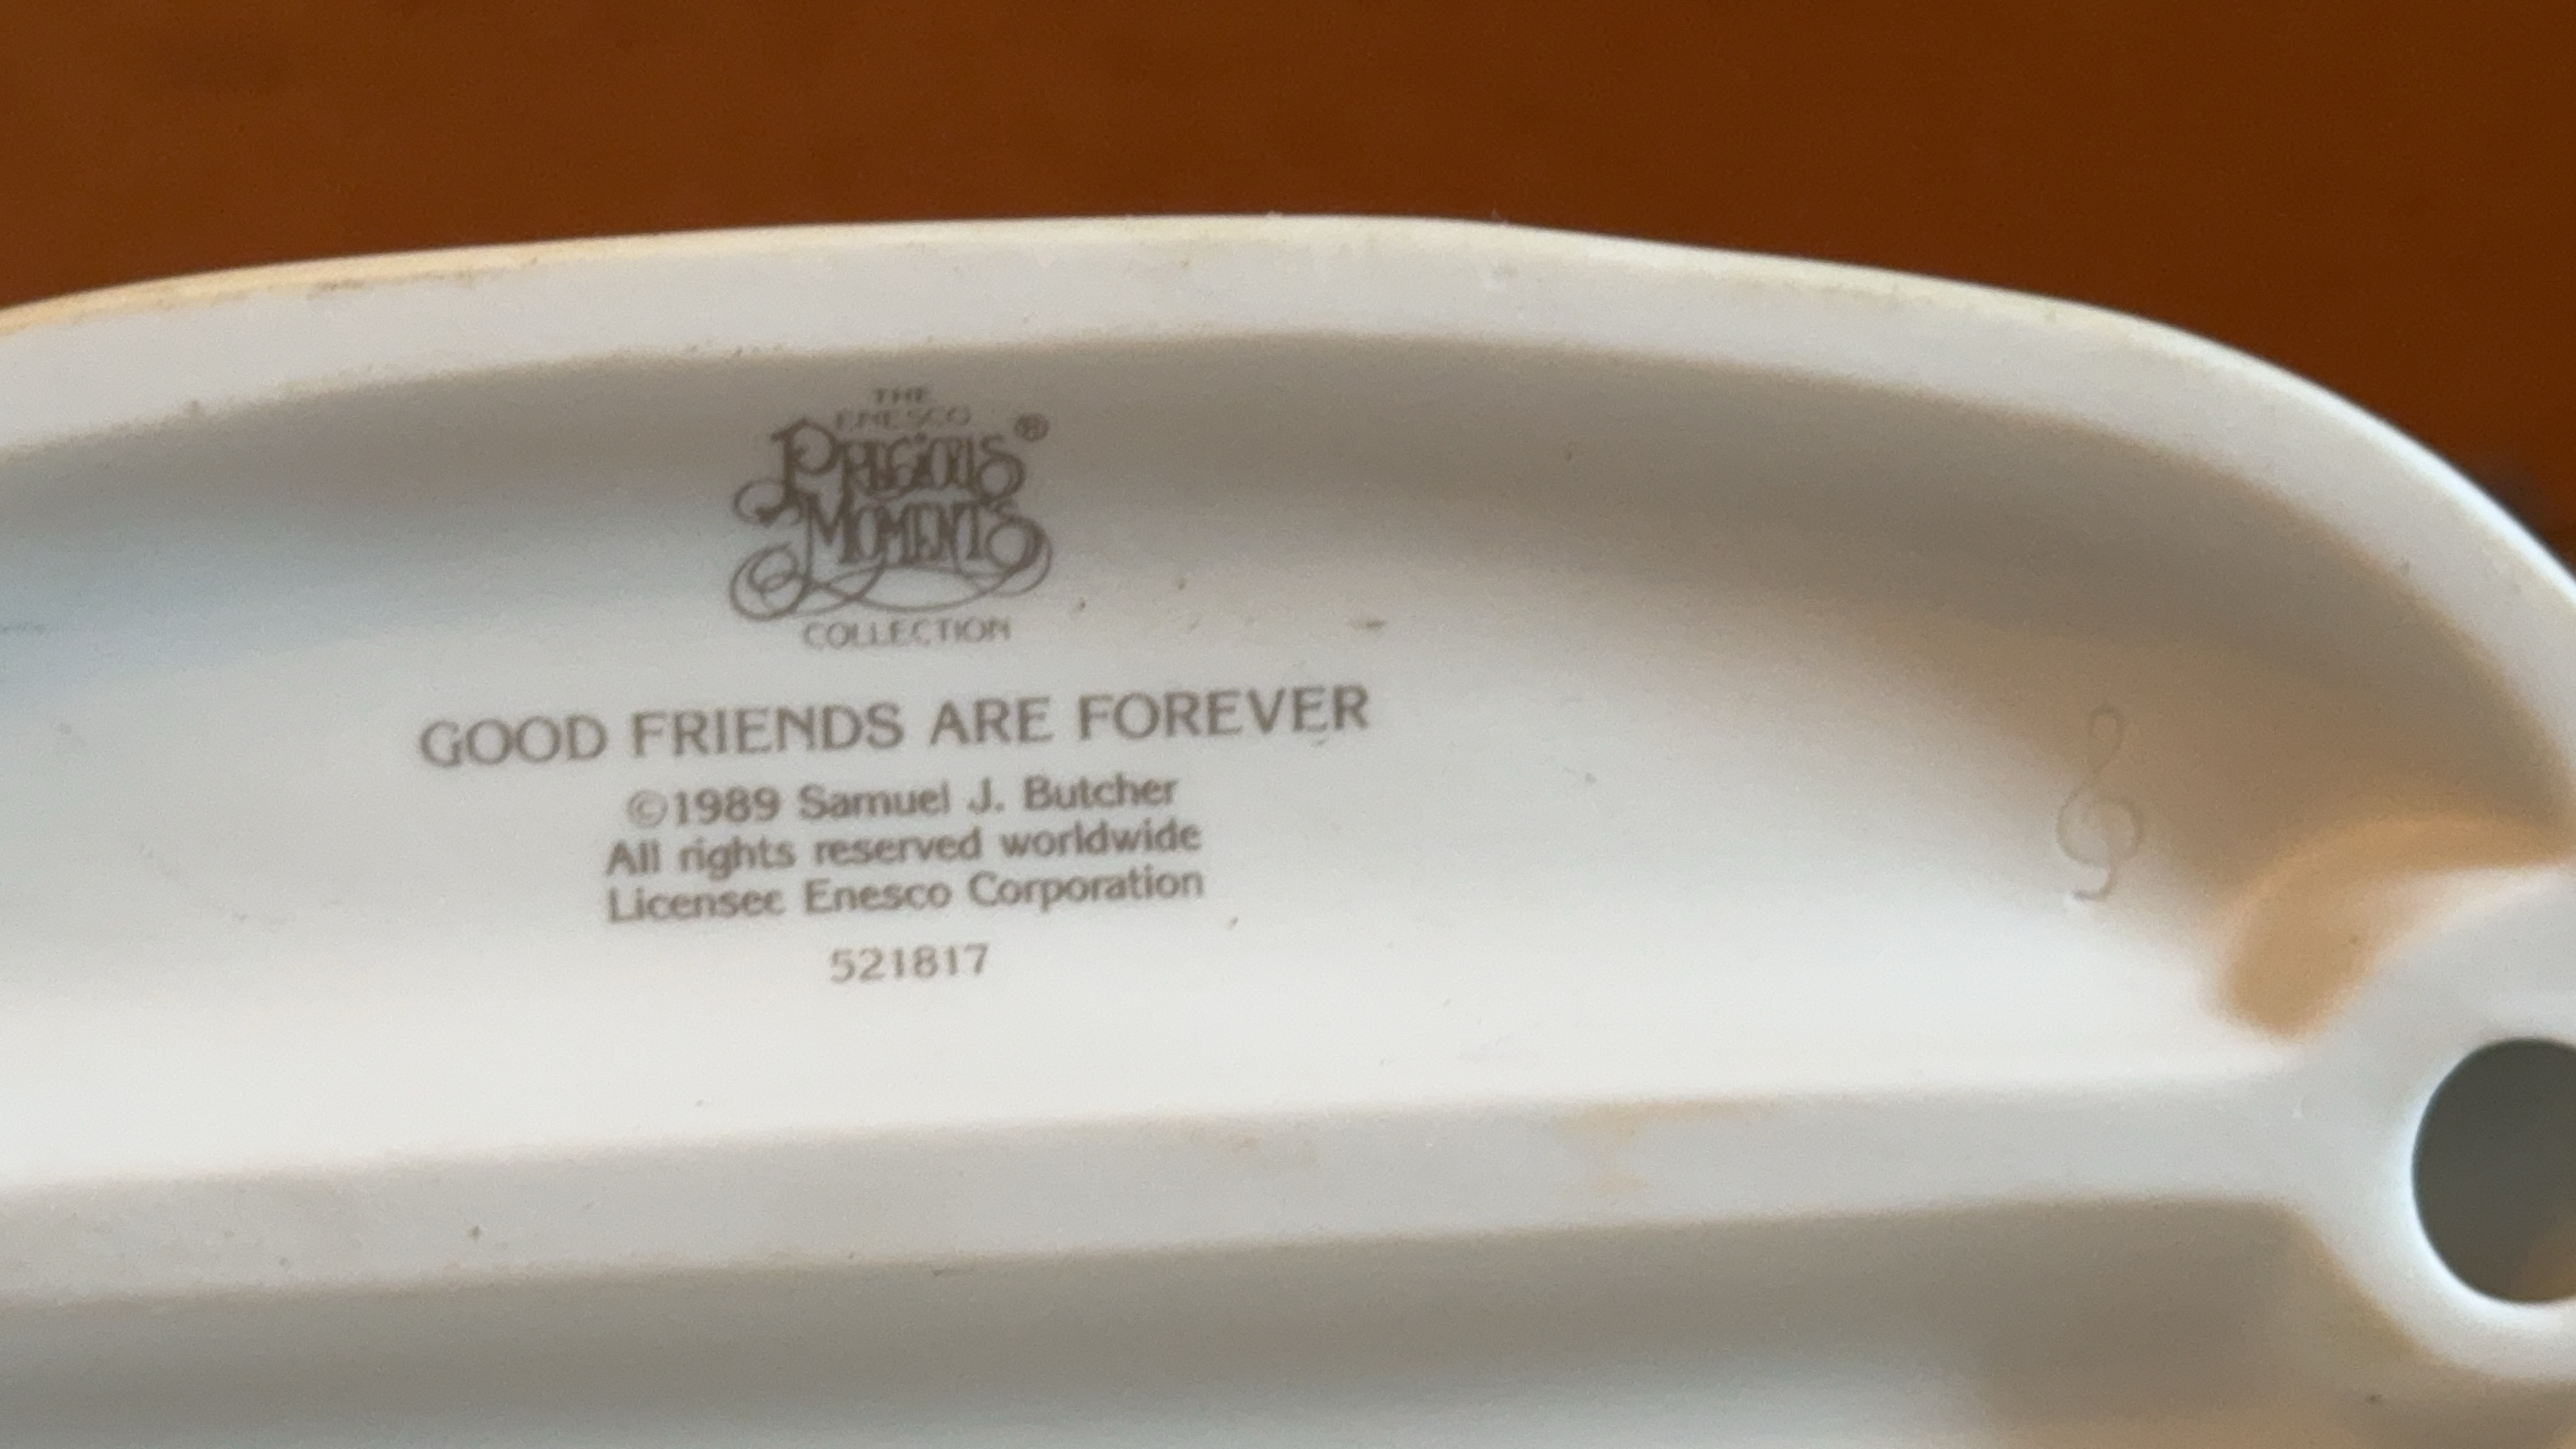 THE
ENESCO
PRECIOUS ®
MOMENTS
COLLECTION
GOOD FRIENDS ARE FOREVER
©1989 Samuel J. Butcher
All rights reserved worldwide
Licensee Enesco Corporation
521817